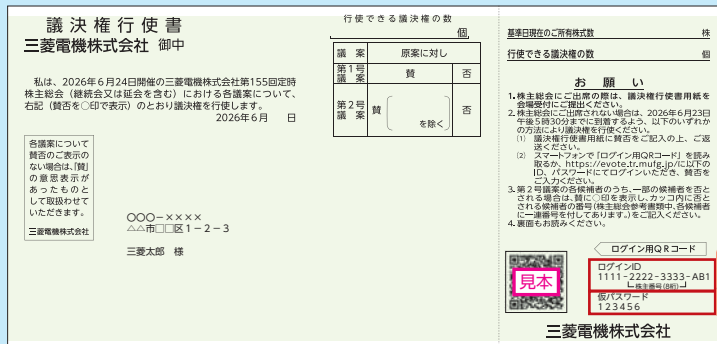 議決権行使書
三菱電機株式会社 御中
私は、2026年6月24日開催の三菱電機株式会社第155回定時
株主総会（継続会又は延会を含む）における各議案について、
右記（賛否を○印で表示）のとおり議決権を行使します。
2026年6月　　日
各議案について
賛否のご表示の
ない場合は、「賛」
の意思表示が
あったものと
して取扱わせて
いただきます。
三菱電機株式会社
○○○－××××
△△市□□区１－２－３
三菱太郎 様
行使できる議決権の数
個
議 案　原案に対し
第1号
議 案　賛　否
第2号
議 案　賛　を除く　否
基準日現在のご所有株式数　株
行使できる議決権の数　個
お 願 い
1. 株主総会にご出席の際は、議決権行使書用紙を
会場受付にご提出ください。
2. 株主総会にご出席されない場合は、2026年6月23日
午後5時30分までに到着するよう、以下のいずれか
の方法により議決権を行使ください。
⑴ 議決権行使書用紙に賛否をご記入の上、ご返
送ください。
⑵ スマートフォンで「ログイン用QRコード」を読み
取るか、https://evote.tr.mufg.jp/に以下の
ID、パスワードにてログインいただき、賛否を
ご入力ください。
3. 第2号議案の各候補者のうち、一部の候補者を否と
される場合は、賛に○印を表示し、カッコ内に否と
される候補者の番号（株主総会参考書類中、各候補者
に一連番号を付してあります。）をご記入ください。
4. 裏面もお読みください。
ログイン用QRコード
見本
ログインID
1111-2222-3333-AB1
株主番号(8桁)
仮パスワード
123456
三菱電機株式会社